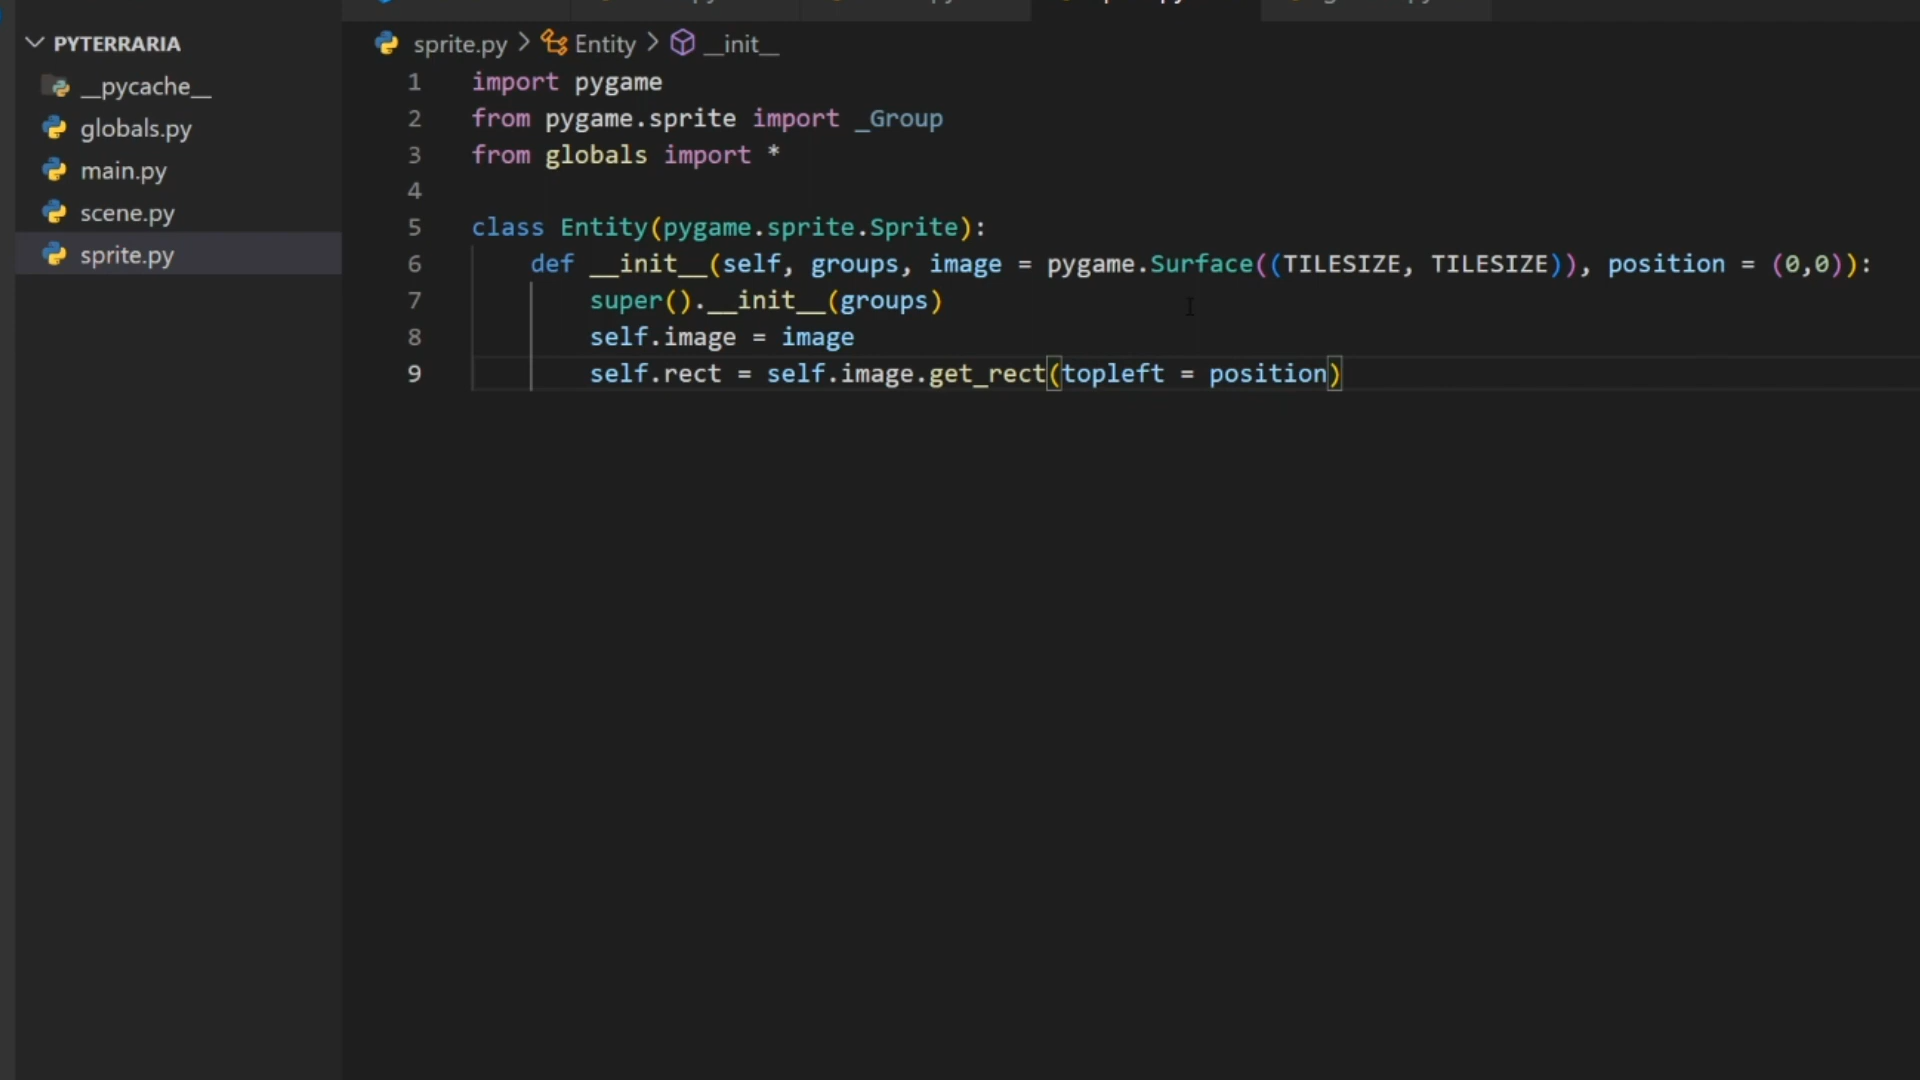 PYTERRARIA
__pycache__
globals.py
main.py
scene.py
sprite.py
sprite.py > Entity > __init__
1 import pygame
2 from pygame.sprite import _Group
3 from globals import *
4
5 class Entity(pygame.sprite.Sprite):
6 def __init__(self, groups, image = pygame.Surface((TILESIZE, TILESIZE)), position = (0,0)):
7 super().__init__(groups)
8 self.image = image
9 self.rect = self.image.get_rect(topleft = position)